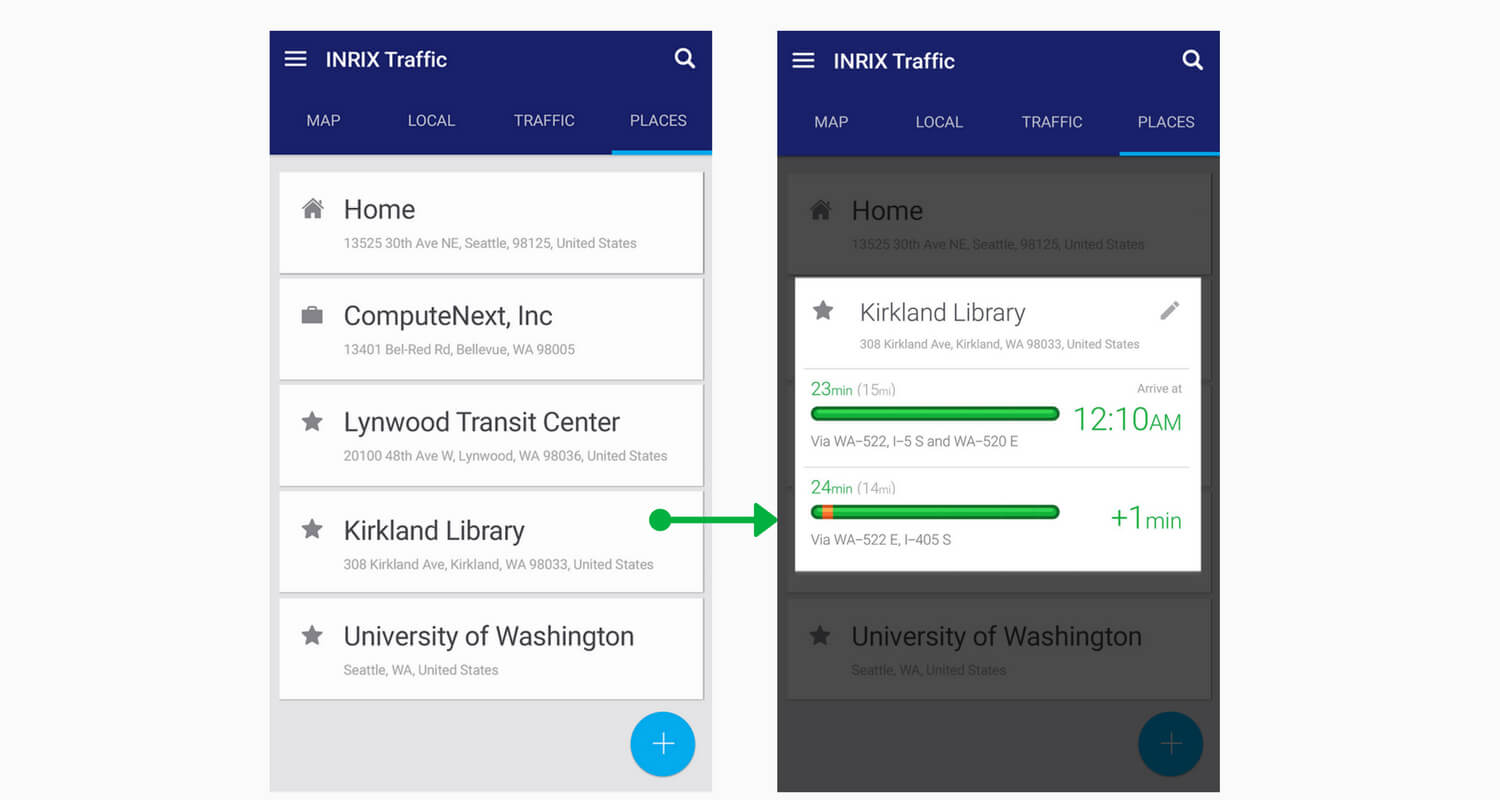 INRIX Traffic
MAP LOCAL TRAFFIC PLACES
Home
13525 30th Ave NE, Seattle, 98125, United States
ComputeNext, Inc
13401 Bel-Red Rd, Bellevue, WA 98005
Lynwood Transit Center
20100 48th Ave W, Lynwood, WA 98036, United States
Kirkland Library
308 Kirkland Ave, Kirkland, WA 98033, United States
University of Washington
Seattle, WA, United States
INRIX Traffic
MAP LOCAL TRAFFIC PLACES
Home
13525 30th Ave NE, Seattle, 98125, United States
Kirkland Library
308 Kirkland Ave, Kirkland, WA 98033, United States
23min (15mi) Arrive at
12:10AM
Via WA-522, I-5 S and WA-520 E
24min (14mi)
+1min
Via WA-522 E, I-405 S
University of Washington
Seattle, WA, United States